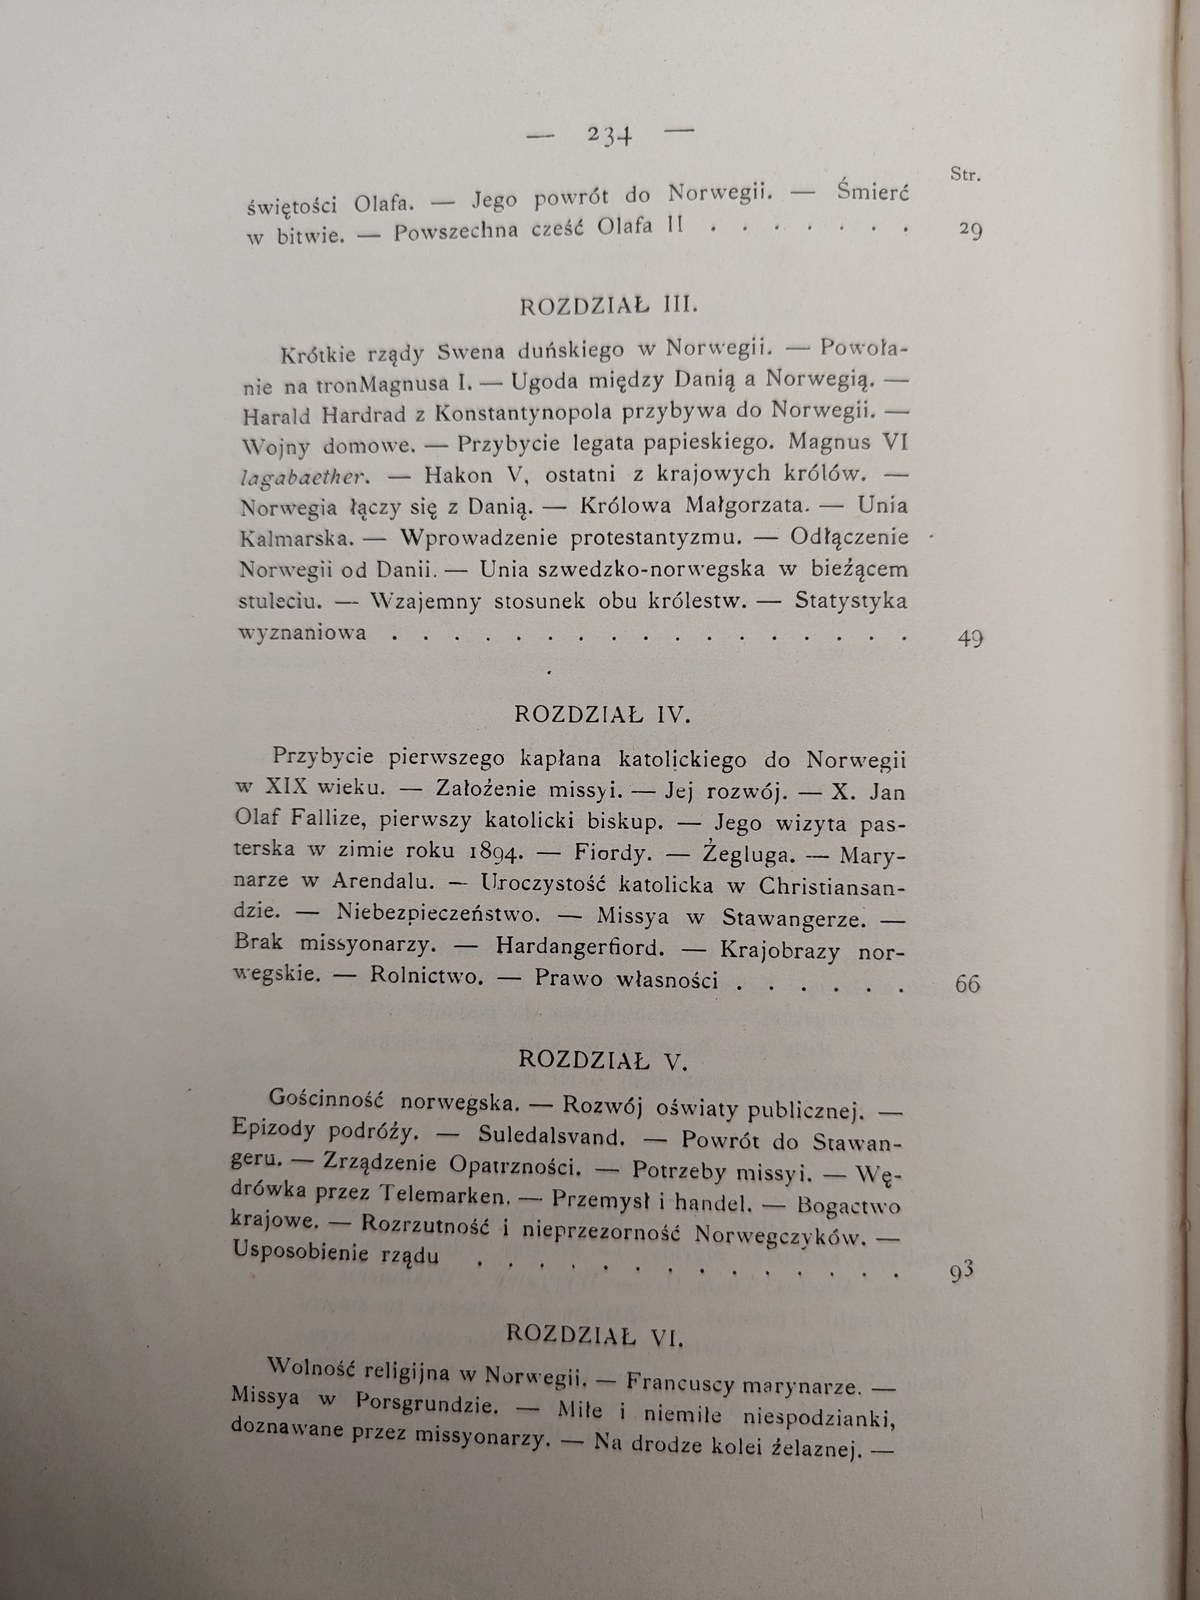 — 234 —
Str.
świętości Olafa. — Jego powrót do Norwegii. — Śmierć
w bitwie. — Powszechna cześć Olafa II . . . . . . . 29
ROZDZIAŁ III.
Krótkie rządy Swena duńskiego w Norwegii. — Powoła-
nie na tronMagnusa I. — Ugoda między Danią a Norwegią. —
Harald Hardrad z Konstantynopola przybywa do Norwegii. —
Wojny domowe. — Przybycie legata papieskiego. Magnus VI
lagabaether. — Hakon V, ostatni z krajowych królów. —
Norwegia łączy się z Danią. — Królowa Małgorzata. — Unia
Kalmarska. — Wprowadzenie protestantyzmu. — Odłączenie
Norwegii od Danii. — Unia szwedzko-norwegska w bieżącem
stuleciu. — Wzajemny stosunek obu królestw. — Statystyka
wyznaniowa . . . . . . . . . . . . . . . . . 49
ROZDZIAŁ IV.
Przybycie pierwszego kapłana katolickiego do Norwegii
w XIX wieku. — Założenie missyi. — Jej rozwój. — X. Jan
Olaf Fallize, pierwszy katolicki biskup. — Jego wizyta pas-
terska w zimie roku 1894. — Fiordy. — Żegluga. — Mary-
narze w Arendalu. — Uroczystość katolicka w Christiansan-
dzie. — Niebezpieczeństwo. — Missya w Stawangerze. —
Brak missyonarzy. — Hardangerfiord. — Krajobrazy nor-
wegskie. — Rolnictwo. — Prawo własności . . . . . . 66
ROZDZIAŁ V.
Gościnność norwegska. — Rozwój oświaty publicznej. —
Epizody podróży. — Suledalsvand. — Powrót do Stawan-
geru. — Zrządzenie Opatrzności. — Potrzeby missyi. — Wę-
drówka przez Telemarken. — Przemysł i handel. — Bogactwo
krajowe. — Rozrzutność i nieprzezorność Norwegczyków. —
Usposobienie rządu . . . . . . . . . . . . . . 93
ROZDZIAŁ VI.
Wolność religijna w Norwegii. — Francuscy marynarze. —
Missya w Porsgrundzie. — Miłe i niemiłe niespodzianki,
doznawane przez missyonarzy. — Na drodze kolei żelaznej. —